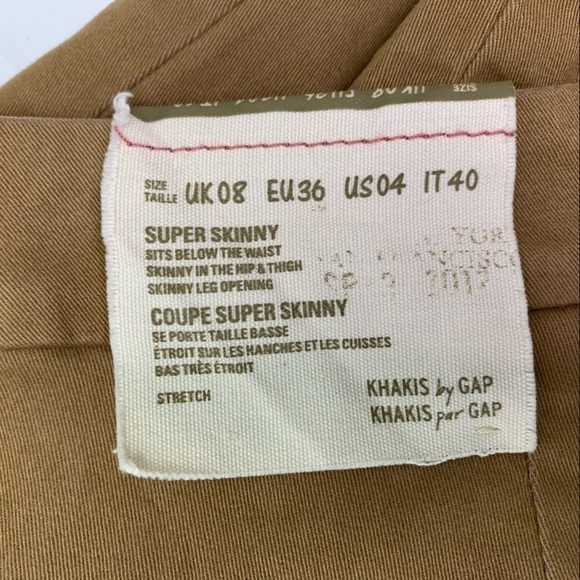 SIZE
SIZE
TAILLE UK08 EU36 US04 IT40
SUPER SKINNY
SITS BELOW THE WAIST
SKINNY IN THE HIP & THIGH
SKINNY LEG OPENING
COUPE SUPER SKINNY
SE PORTE TAILLE BASSE
ÉTROIT SUR LES HANCHES ET LES CUISSES
BAS TRÈS ÉTROIT
STRETCH
KHAKIS by GAP
KHAKIS par GAP
2012